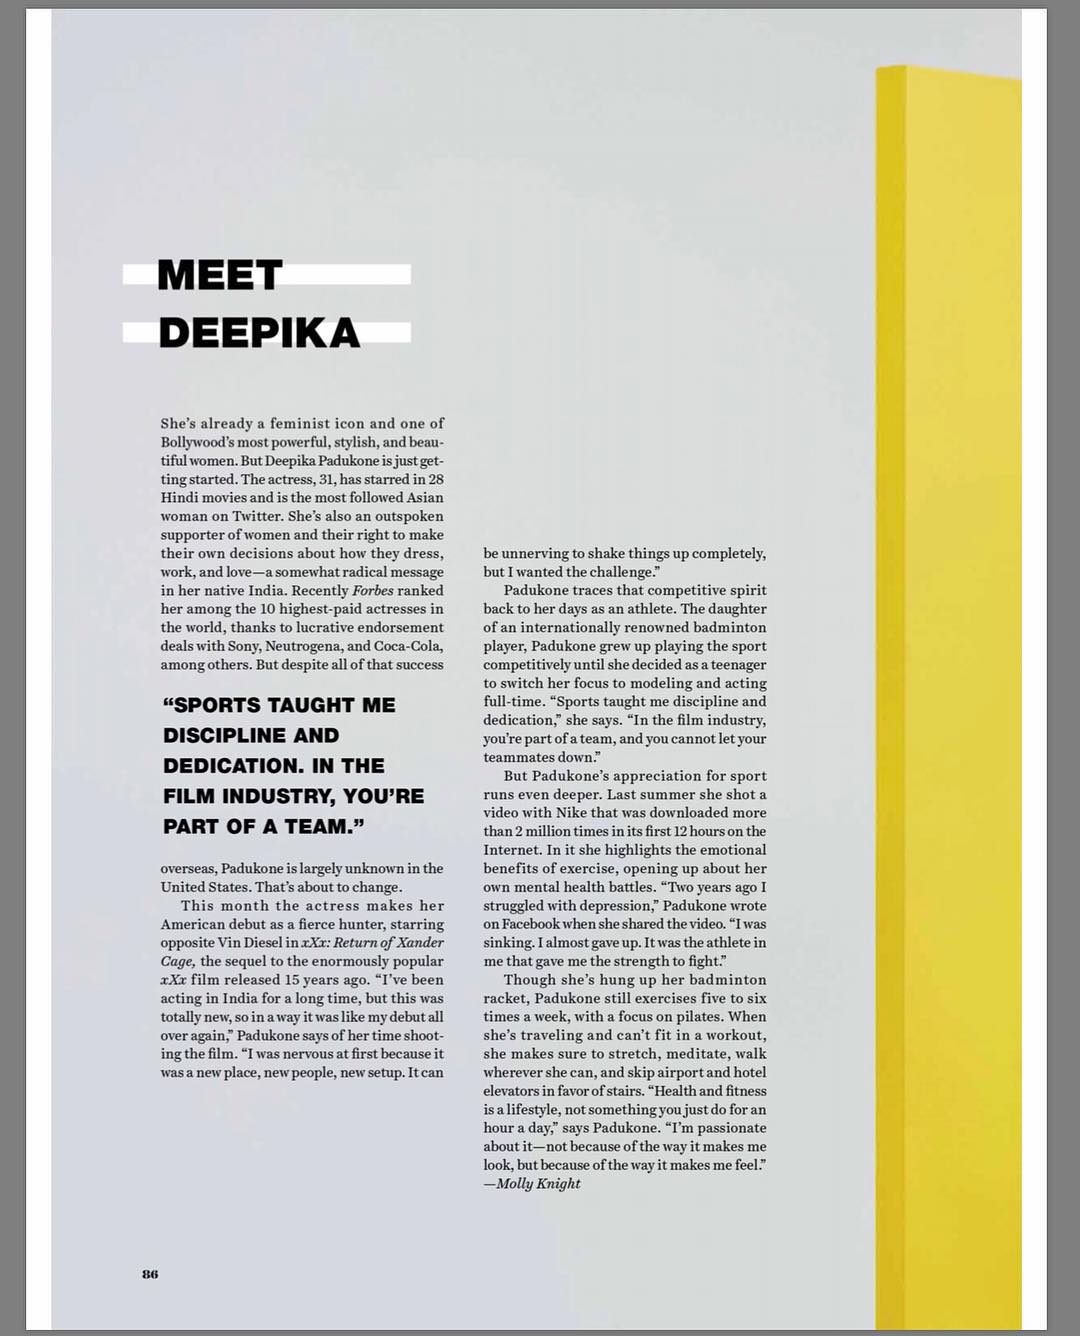 MEET
DEEPIKA
She's already a feminist icon and one of
Bollywood's most powerful, stylish, and beau-
tiful women. But Deepika Padukone is just get-
ting started. The actress, 31, has starred in 28
Hindi movies and is the most followed Asian
woman on Twitter. She's also an outspoken
supporter of women and their right to make
their own decisions about how they dress,
work, and love—a somewhat radical message
in her native India. Recently Forbes ranked
her among the 10 highest-paid actresses in
the world, thanks to lucrative endorsement
deals with Sony, Neutrogena, and Coca-Cola,
among others. But despite all of that success
“SPORTS TAUGHT ME
DISCIPLINE AND
DEDICATION. IN THE
FILM INDUSTRY, YOU’RE
PART OF A TEAM.”
overseas, Padukone is largely unknown in the
United States. That's about to change.
This month the actress makes her
American debut as a fierce hunter, starring
opposite Vin Diesel in xXx: Return of Xander
Cage, the sequel to the enormously popular
xXx film released 15 years ago. “I’ve been
acting in India for a long time, but this was
totally new, so in a way it was like my debut all
over again,” Padukone says of her time shoot-
ing the film. “I was nervous at first because it
was a new place, new people, new setup. It can
be unnerving to shake things up completely,
but I wanted the challenge.”
Padukone traces that competitive spirit
back to her days as an athlete. The daughter
of an internationally renowned badminton
player, Padukone grew up playing the sport
competitively until she decided as a teenager
to switch her focus to modeling and acting
full-time. “Sports taught me discipline and
dedication,” she says. “In the film industry,
you’re part of a team, and you cannot let your
teammates down.”
But Padukone’s appreciation for sport
runs even deeper. Last summer she shot a
video with Nike that was downloaded more
than 2 million times in its first 12 hours on the
Internet. In it she highlights the emotional
benefits of exercise, opening up about her
own mental health battles. “Two years ago I
struggled with depression,” Padukone wrote
on Facebook when she shared the video. “I was
sinking. I almost gave up. It was the athlete in
me that gave me the strength to fight.”
Though she’s hung up her badminton
racket, Padukone still exercises five to six
times a week, with a focus on pilates. When
she’s traveling and can’t fit in a workout,
she makes sure to stretch, meditate, walk
wherever she can, and skip airport and hotel
elevators in favor of stairs. “Health and fitness
is a lifestyle, not something you just do for an
hour a day,” says Padukone. “I’m passionate
about it—not because of the way it makes me
look, but because of the way it makes me feel.”
—Molly Knight
86